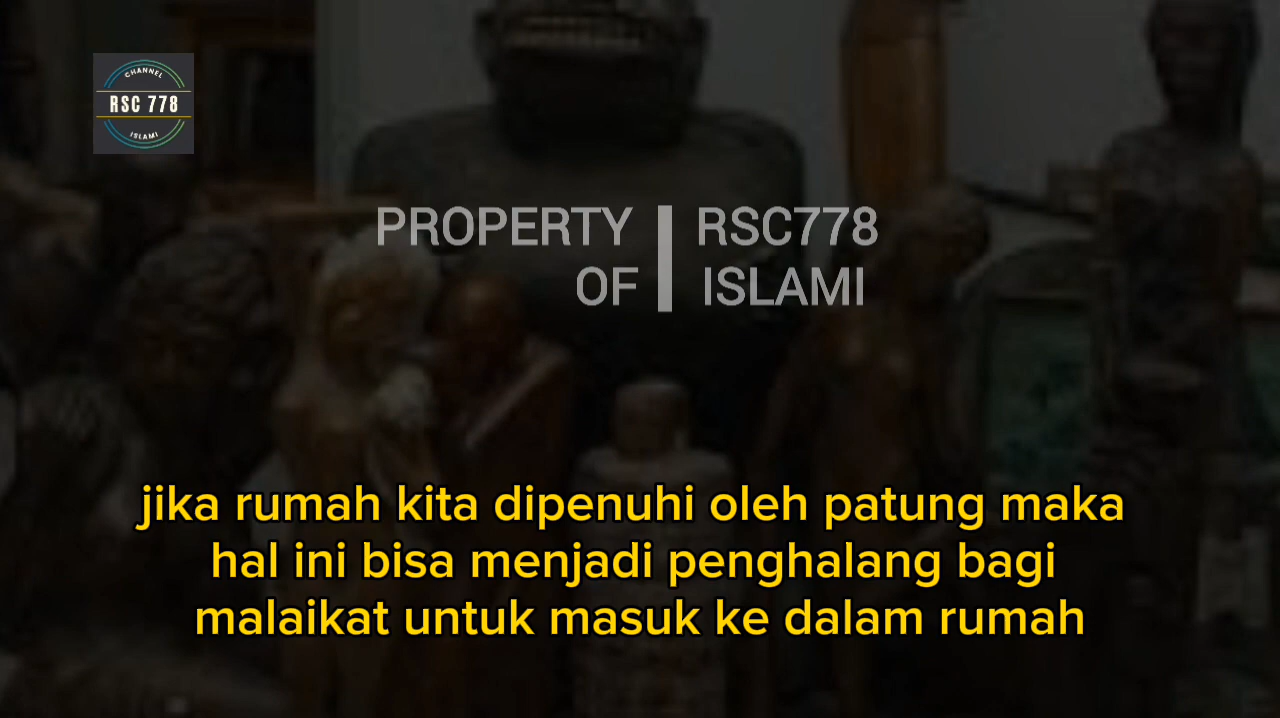 CHANNEL
RSC 778
ISLAMI
PROPERTY RSC778
OF ISLAMI
jika rumah kita dipenuhi oleh patung maka
hal ini bisa menjadi penghalang bagi
malaikat untuk masuk ke dalam rumah